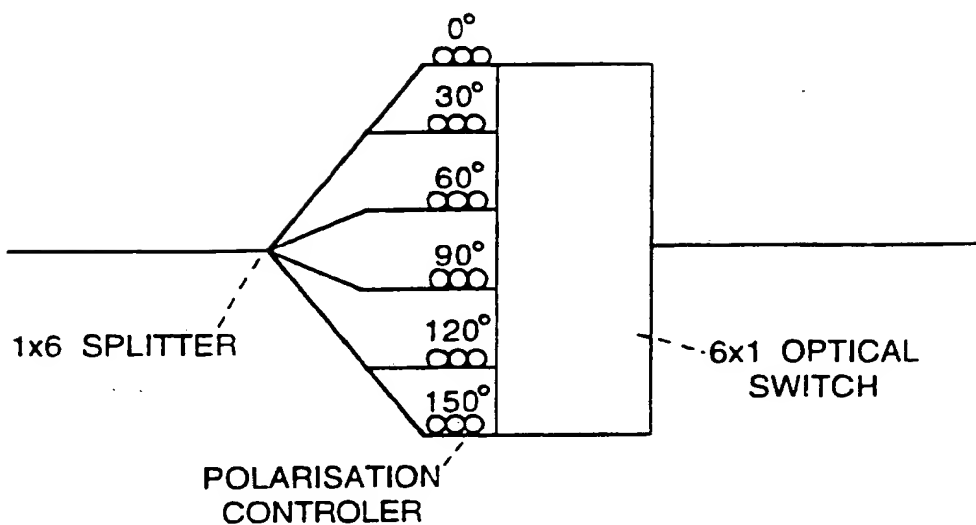 0°
30°
60°
90°
120°
150°
1x6 SPLITTER
6x1 OPTICAL
SWITCH
POLARISATION
CONTROLER